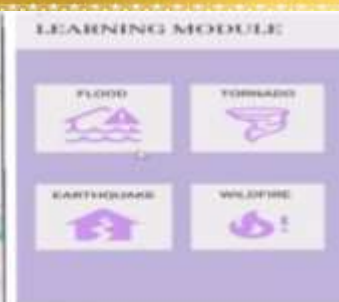 LEARNING MODULE
FLOOD
TORNADO
EARTHQUAKE
WILDFIRE